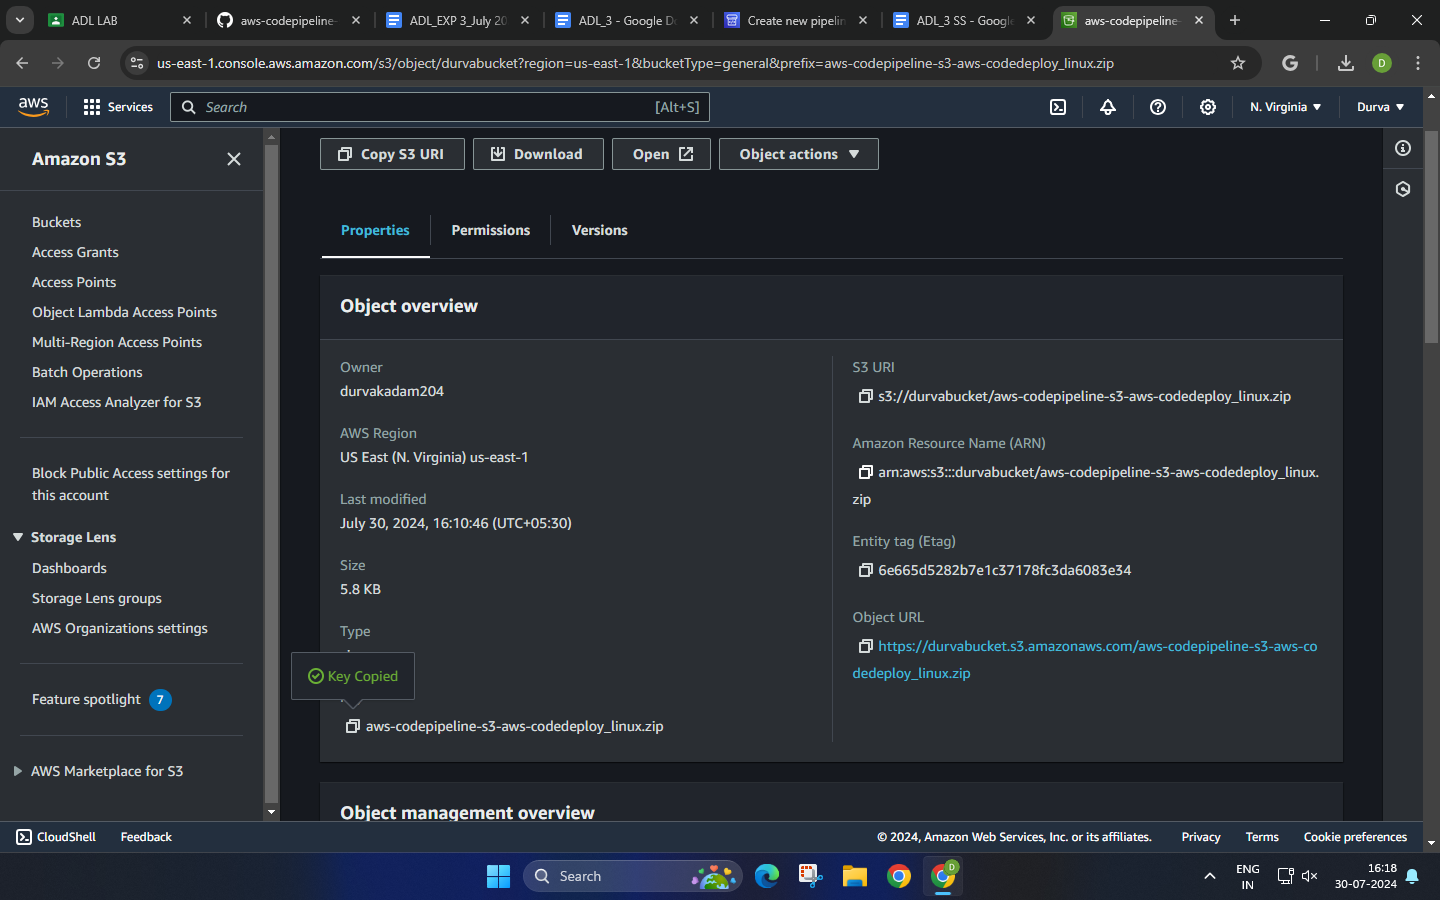 ADL LAB
aws-codepipeline-
ADL_EXP 3_July 20
ADL_3 - Google Do
Create new pipelin
ADL_3 SS - Google
aws-codepipeline-
us-east-1.console.aws.amazon.com/s3/object/durvabucket?region=us-east-1&bucketType=general&prefix=aws-codepipeline-s3-aws-codedeploy_linux.zip
D
aws
Services
Search
[Alt+S]
N. Virginia
Durva
Amazon S3
Buckets
Access Grants
Access Points
Object Lambda Access Points
Multi-Region Access Points
Batch Operations
IAM Access Analyzer for S3
Block Public Access settings for
this account
Storage Lens
Dashboards
Storage Lens groups
AWS Organizations settings
Feature spotlight 7
AWS Marketplace for S3
Copy S3 URI
Download
Open
Object actions
Properties
Permissions
Versions
Object overview
Owner
durvakadam204
AWS Region
US East (N. Virginia) us-east-1
Last modified
July 30, 2024, 16:10:46 (UTC+05:30)
Size
5.8 KB
Type
Key Copied
aws-codepipeline-s3-aws-codedeploy_linux.zip
S3 URI
s3://durvabucket/aws-codepipeline-s3-aws-codedeploy_linux.zip
Amazon Resource Name (ARN)
arn:aws:s3:::durvabucket/aws-codepipeline-s3-aws-codedeploy_linux.
zip
Entity tag (Etag)
6e665d5282b7e1c37178fc3da6083e34
Object URL
https://durvabucket.s3.amazonaws.com/aws-codepipeline-s3-aws-co
dedeploy_linux.zip
Object management overview
CloudShell
Feedback
© 2024, Amazon Web Services, Inc. or its affiliates.
Privacy
Terms
Cookie preferences
Search
D
ENG
IN
16:18
30-07-2024